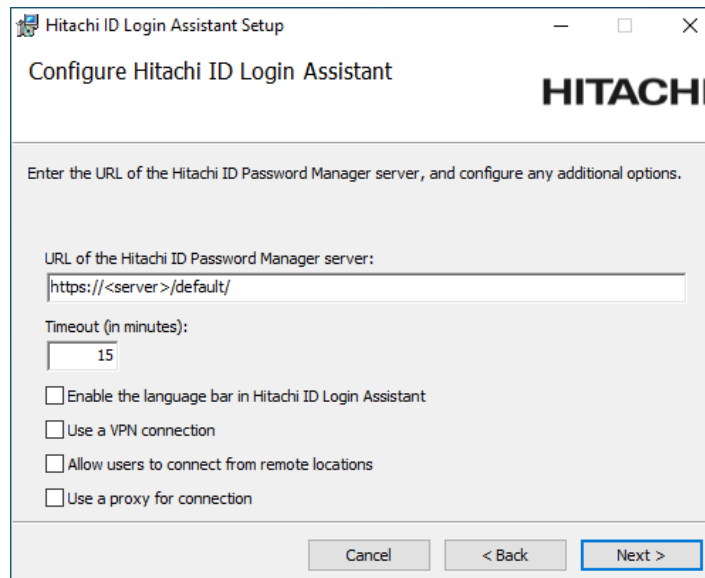 Hitachi ID Login Assistant Setup
Configure Hitachi ID Login Assistant
HITACHI
Enter the URL of the Hitachi ID Password Manager server, and configure any additional options.
URL of the Hitachi ID Password Manager server:
https://<server>/default/
Timeout (in minutes):
15
Enable the language bar in Hitachi ID Login Assistant
Use a VPN connection
Allow users to connect from remote locations
Use a proxy for connection
Cancel < Back Next >